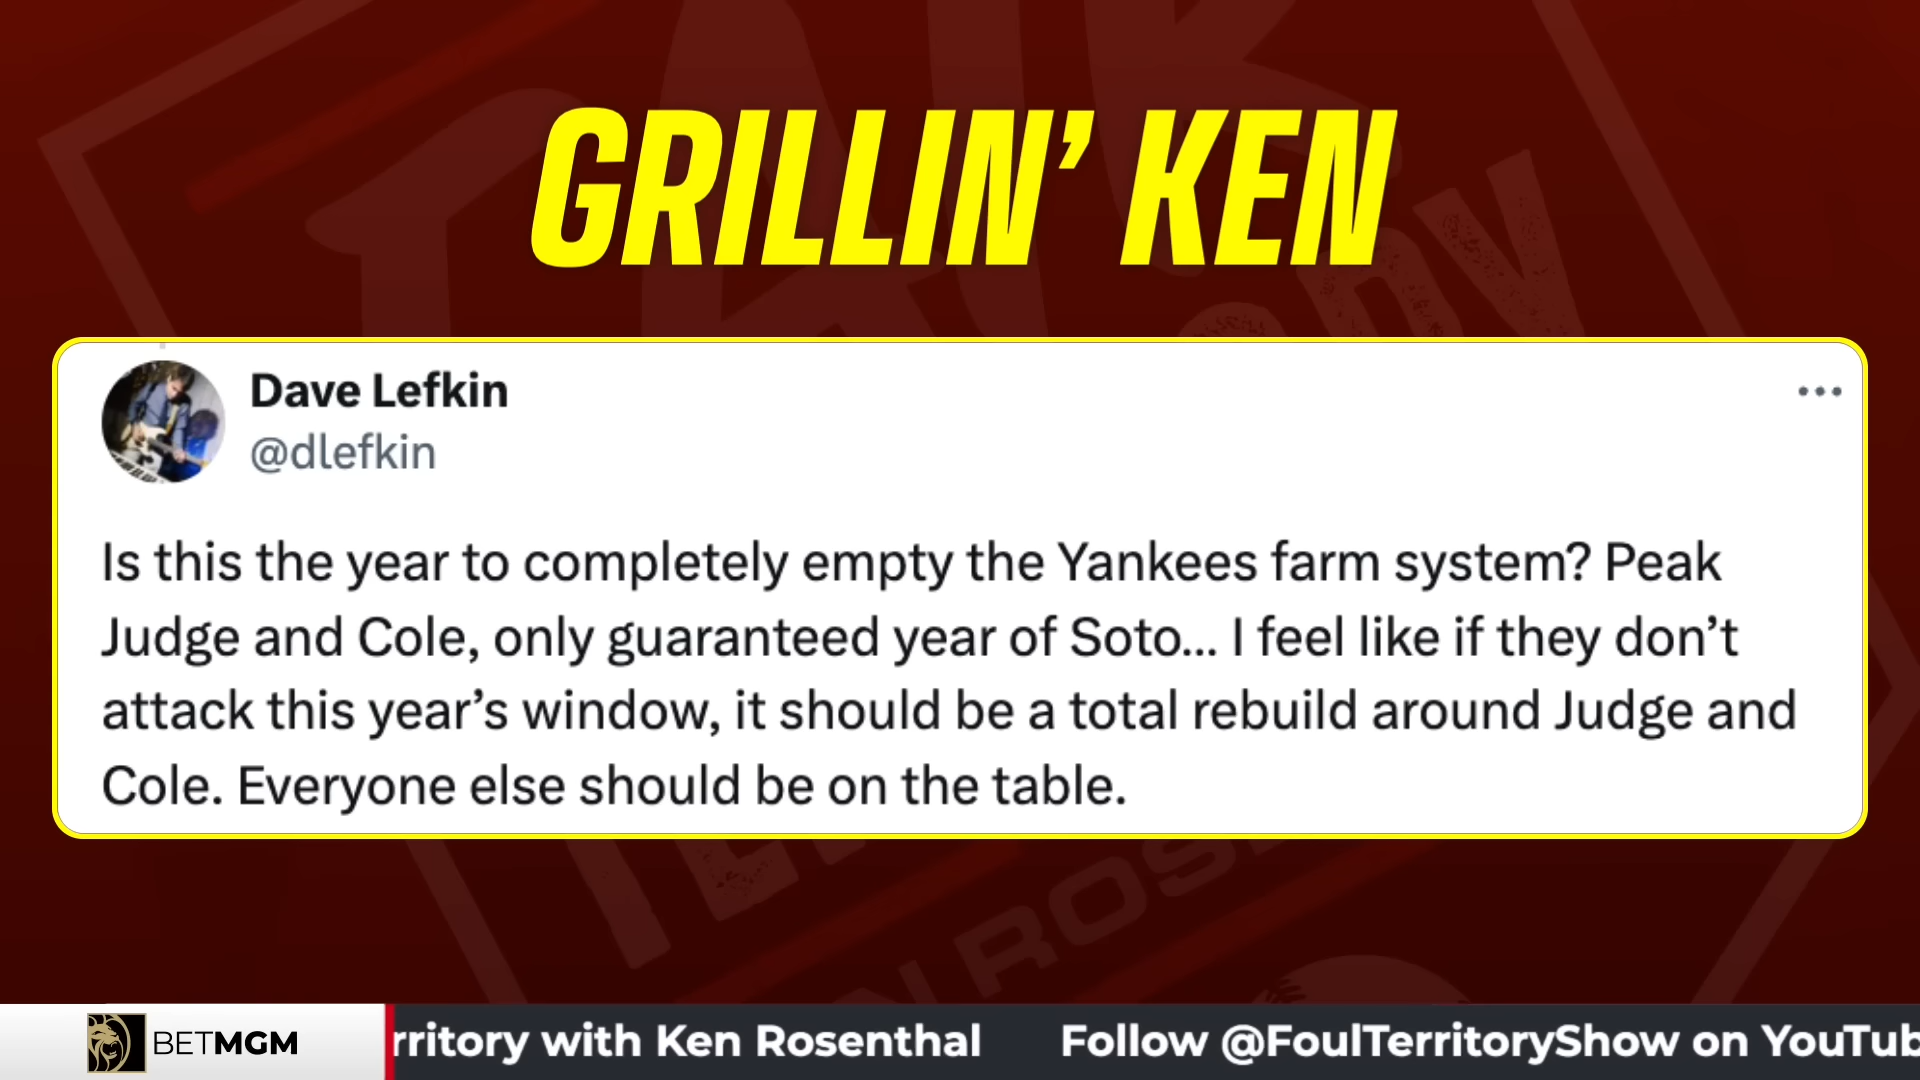 GRILLIN’ KEN
Dave Lefkin
@dlefkin
Is this the year to completely empty the Yankees farm system? Peak
Judge and Cole, only guaranteed year of Soto... I feel like if they don’t
attack this year’s window, it should be a total rebuild around Judge and
Cole. Everyone else should be on the table.
BETMGM
rritory with Ken Rosenthal Follow @FoulTerritoryShow on YouTub